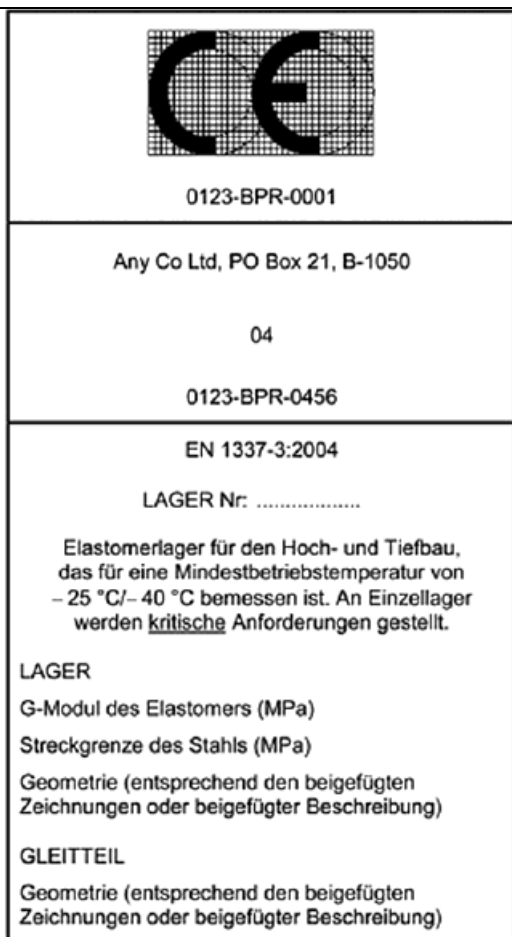 CE
0123-BPR-0001
Any Co Ltd, PO Box 21, B-1050
04
0123-BPR-0456
EN 1337-3:2004
LAGER Nr: ..................
Elastomerlager für den Hoch- und Tiefbau,
das für eine Mindestbetriebstemperatur von
– 25 °C/– 40 °C bemessen ist. An Einzellager
werden kritische Anforderungen gestellt.
LAGER
G-Modul des Elastomers (MPa)
Streckgrenze des Stahls (MPa)
Geometrie (entsprechend den beigefügten
Zeichnungen oder beigefügter Beschreibung)
GLEITTEIL
Geometrie (entsprechend den beigefügten
Zeichnungen oder beigefügter Beschreibung)